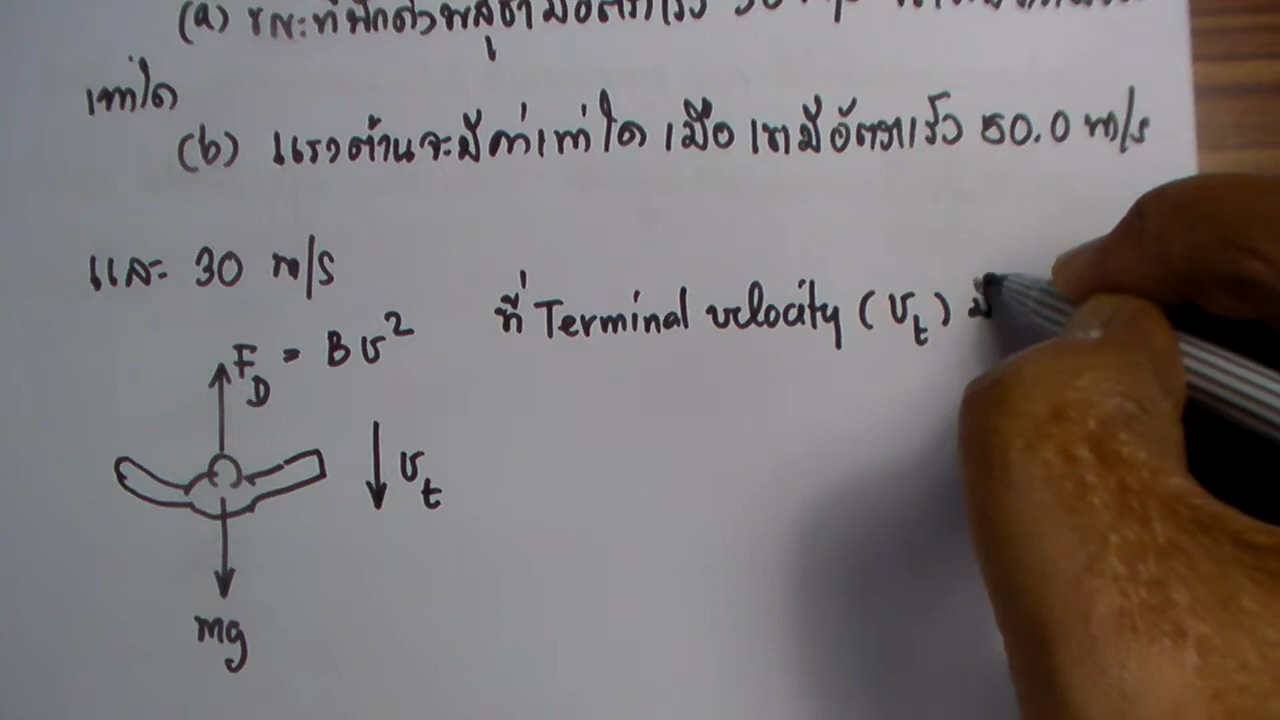 (a) ขณะที่นักดิ่งพสุธามีอัตราเร็ว 30
เท่าใด
(b) แรงต้านจะมีค่าเท่าใด เมื่อ เขามีอัตราเร็ว 50.0 m/s
และ 30 m/s
ที่ Terminal velocity (v_t)
F_D = Bv²
v_t
mg